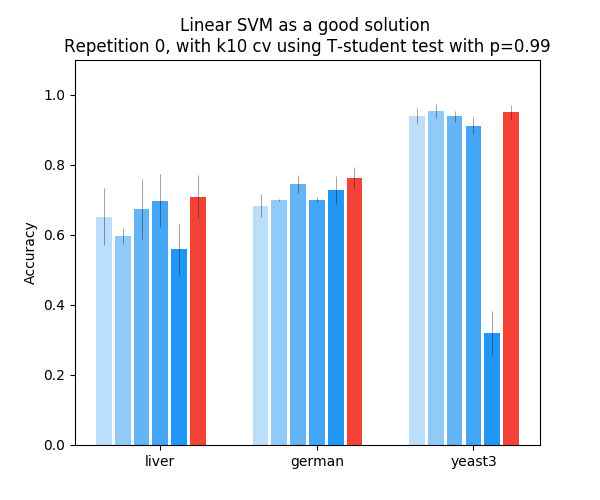 Linear SVM as a good solution
Repetition 0, with k10 cv using T-student test with p=0.99
1.0
0.8
0.6
0.4
0.2
0.0
Accuracy
liver german yeast3